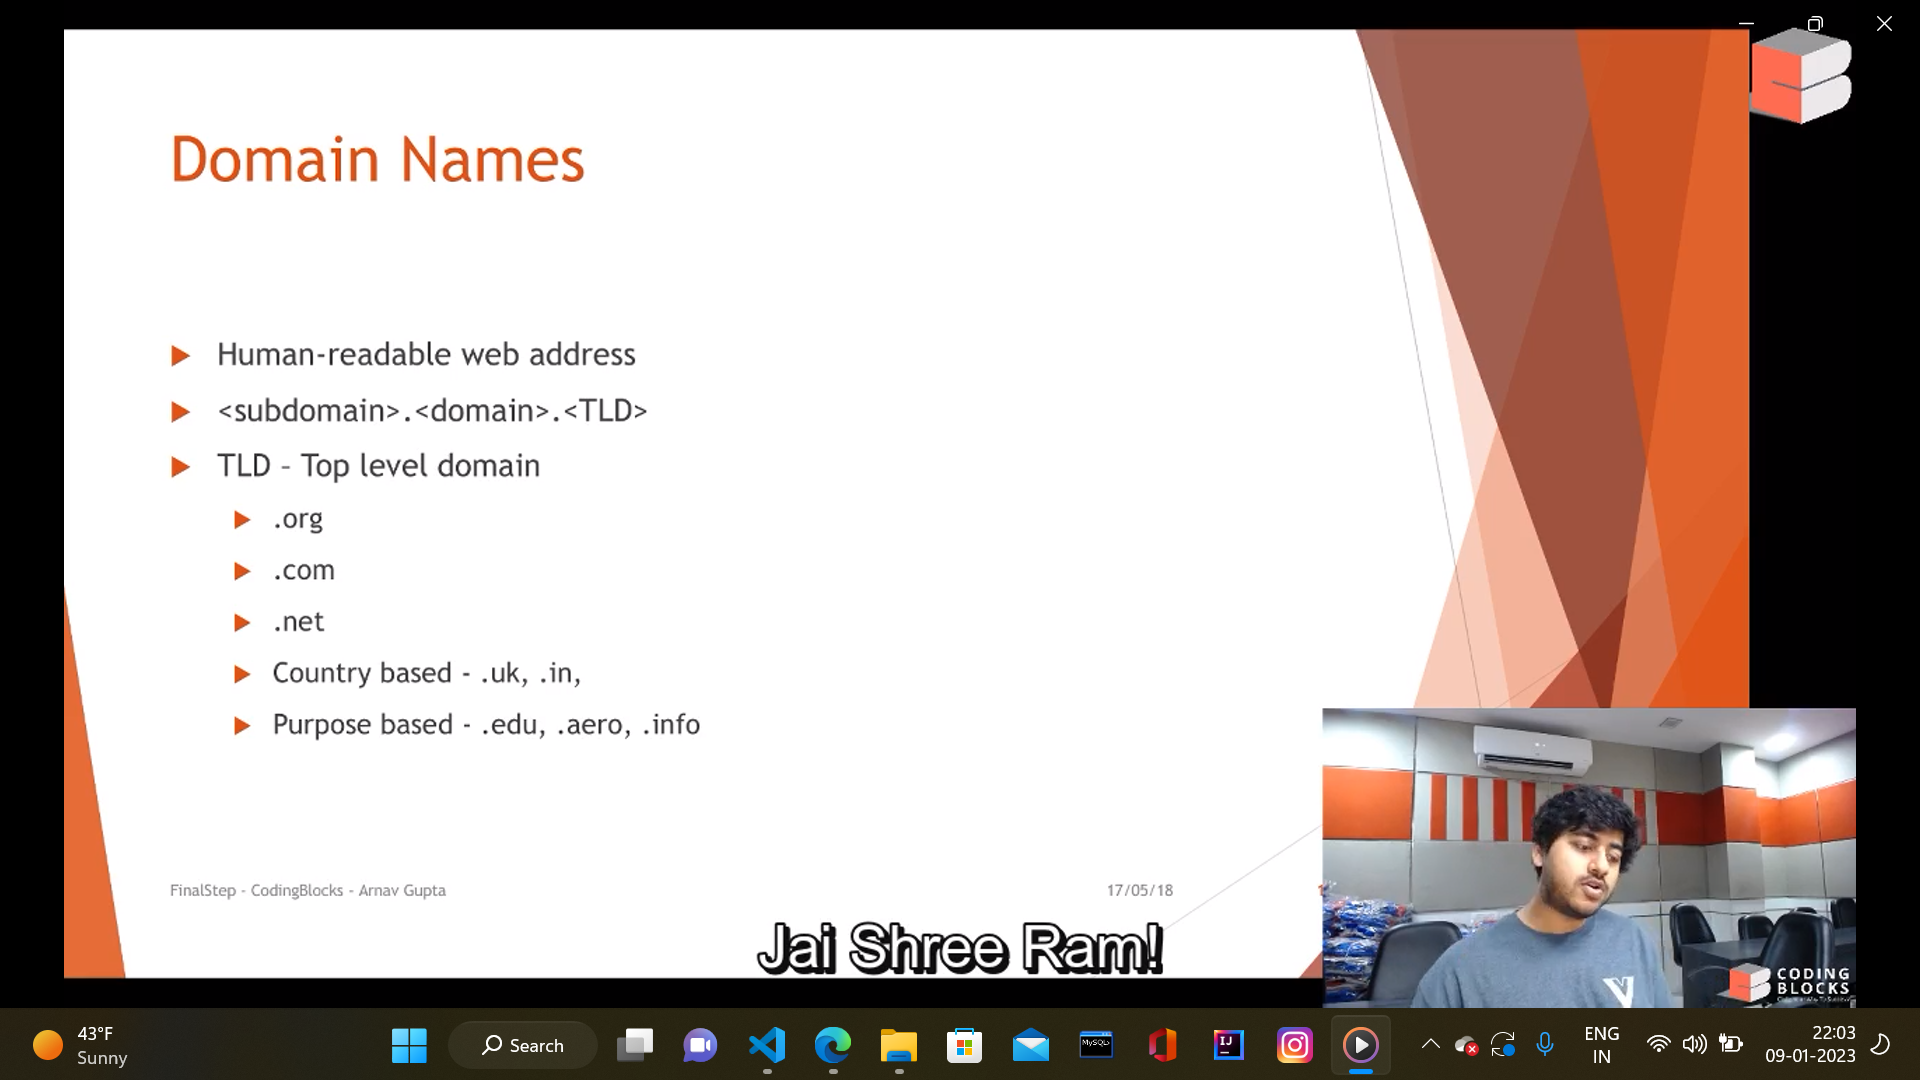 Domain Names
Human-readable web address
<subdomain>.<domain>.<TLD>
TLD – Top level domain
.org
.com
.net
Country based - .uk, .in,
Purpose based - .edu, .aero, .info
FinalStep - CodingBlocks - Arnav Gupta
17/05/18
Jai Shree Ram!
CODING
BLOCKS
43°F
Sunny
Search
MySQL>
IJ
ENG
IN
22:03
09-01-2023